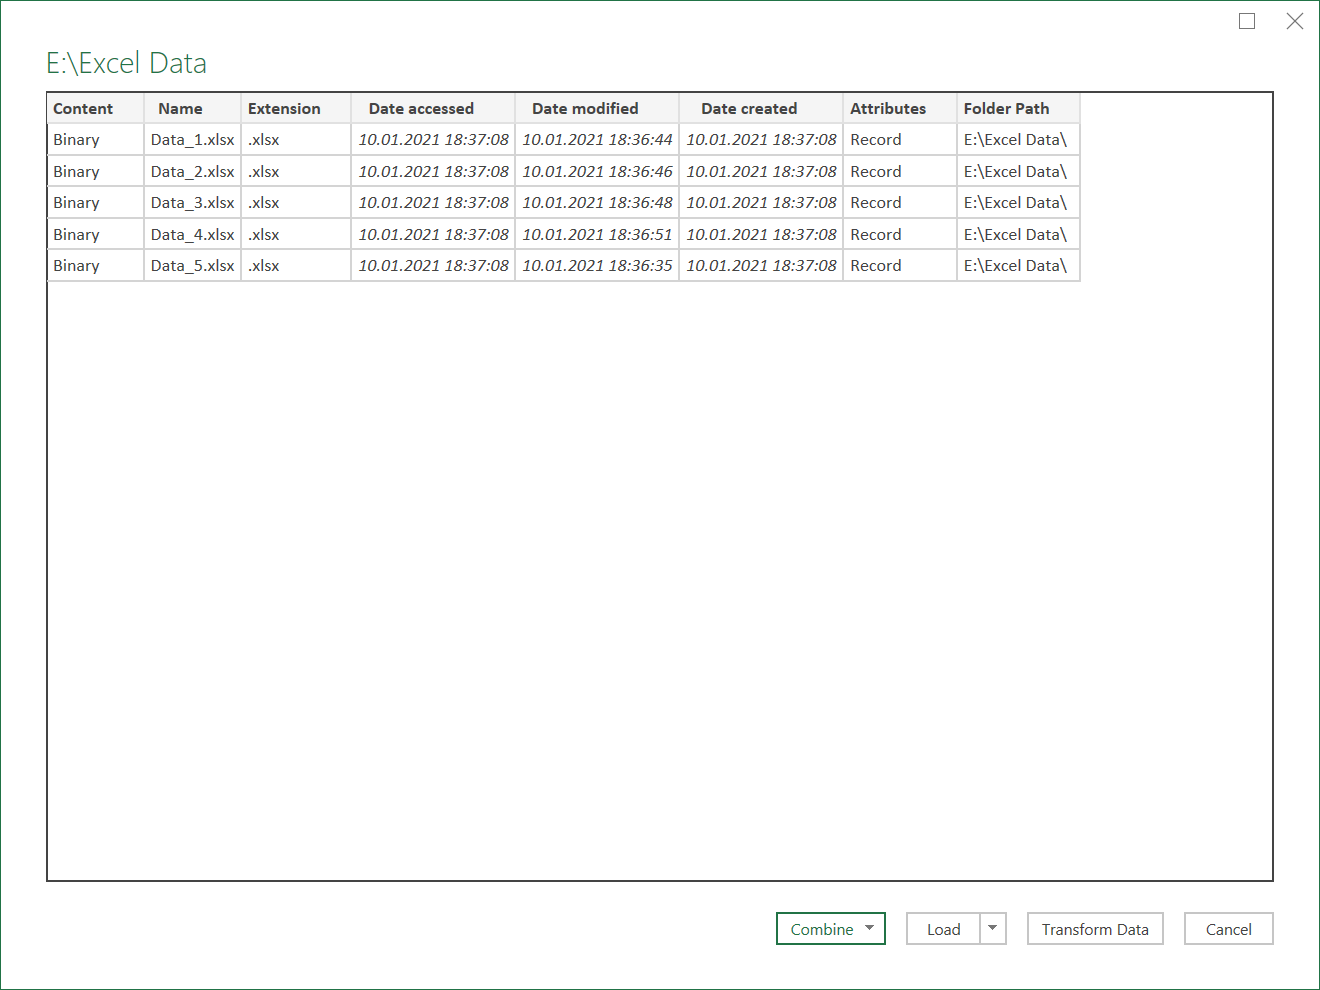 E:\Excel Data
Content Name Extension Date accessed Date modified Date created Attributes Folder Path
Binary Data_1.xlsx .xlsx 10.01.2021 18:37:08 10.01.2021 18:36:44 10.01.2021 18:37:08 Record E:\Excel Data\
Binary Data_2.xlsx .xlsx 10.01.2021 18:37:08 10.01.2021 18:36:46 10.01.2021 18:37:08 Record E:\Excel Data\
Binary Data_3.xlsx .xlsx 10.01.2021 18:37:08 10.01.2021 18:36:48 10.01.2021 18:37:08 Record E:\Excel Data\
Binary Data_4.xlsx .xlsx 10.01.2021 18:37:08 10.01.2021 18:36:51 10.01.2021 18:37:08 Record E:\Excel Data\
Binary Data_5.xlsx .xlsx 10.01.2021 18:37:08 10.01.2021 18:36:35 10.01.2021 18:37:08 Record E:\Excel Data\
Combine Load Transform Data Cancel